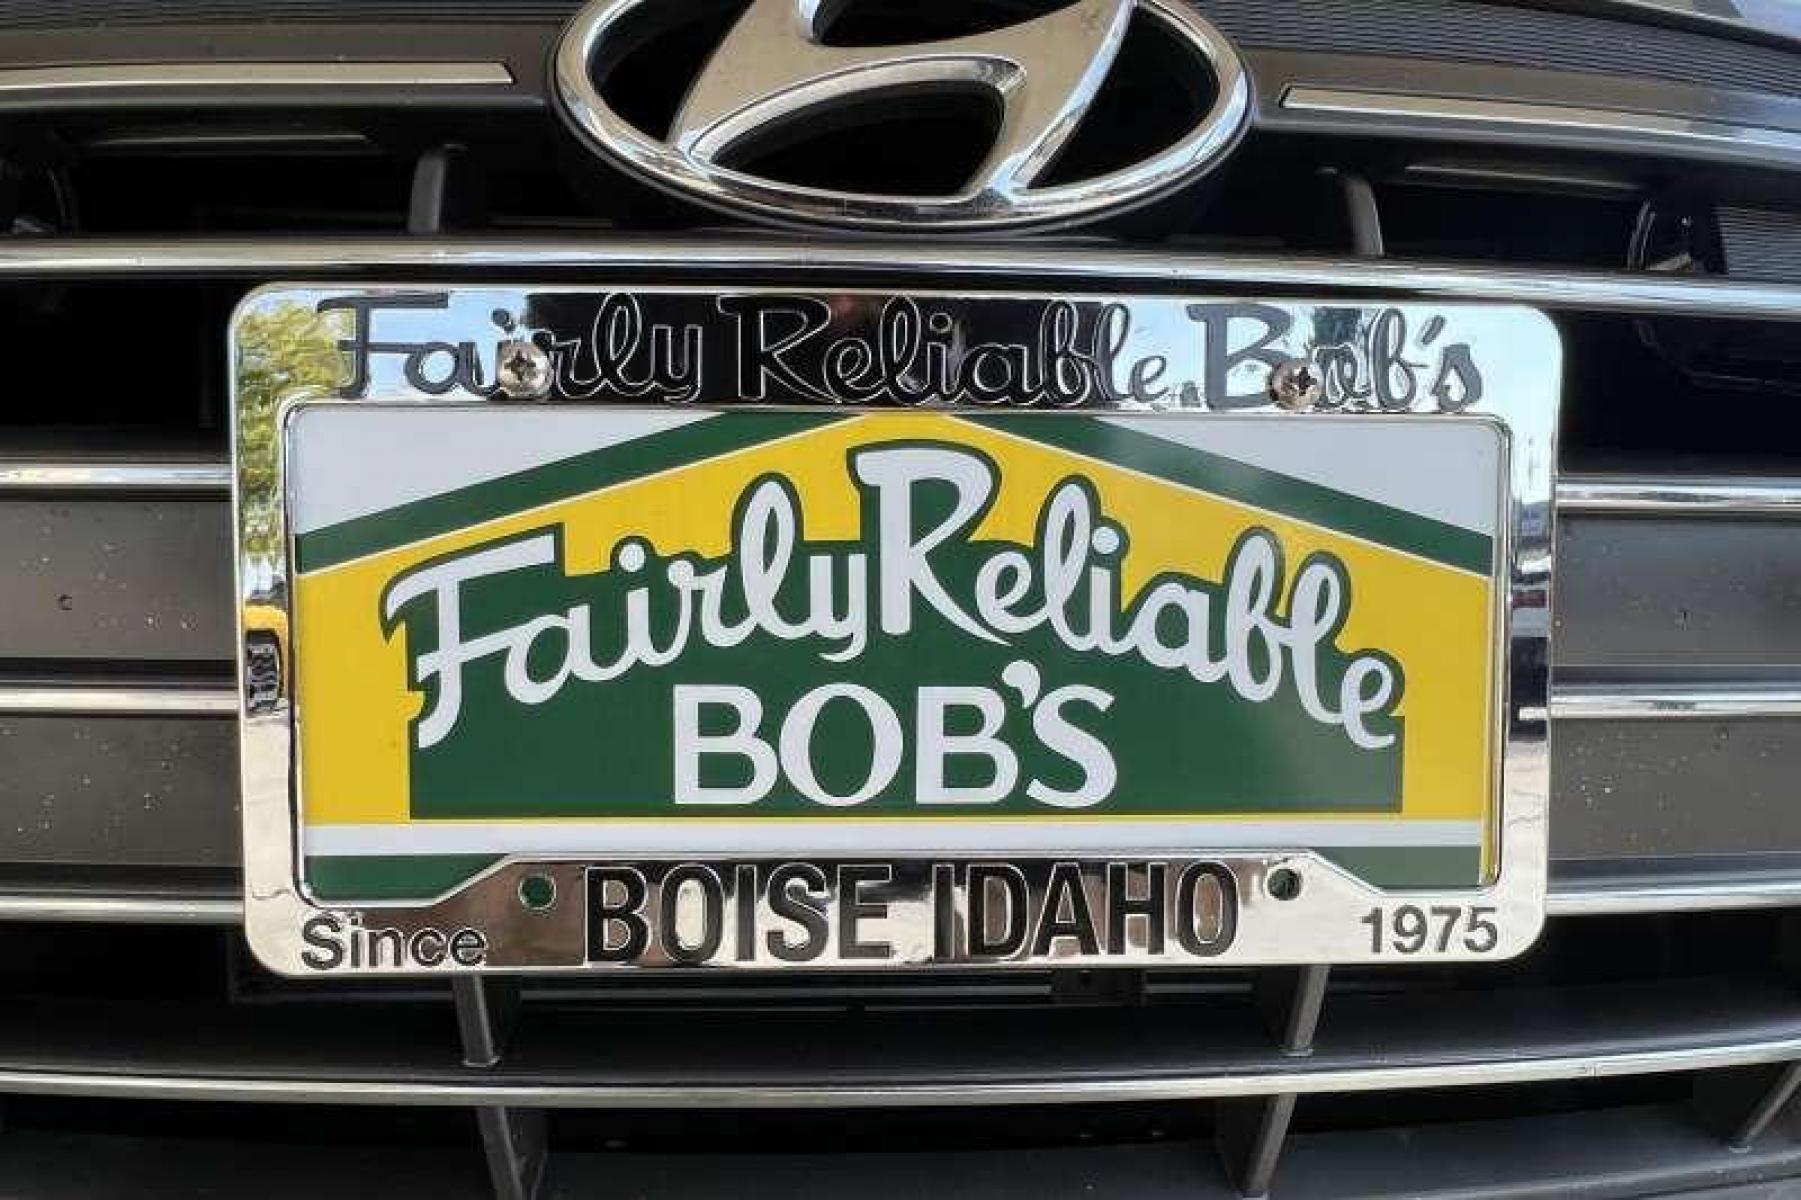 Fairly Reliable Bob's
Fairly Reliable
BOB'S
BOISE IDAHO
Since 1975